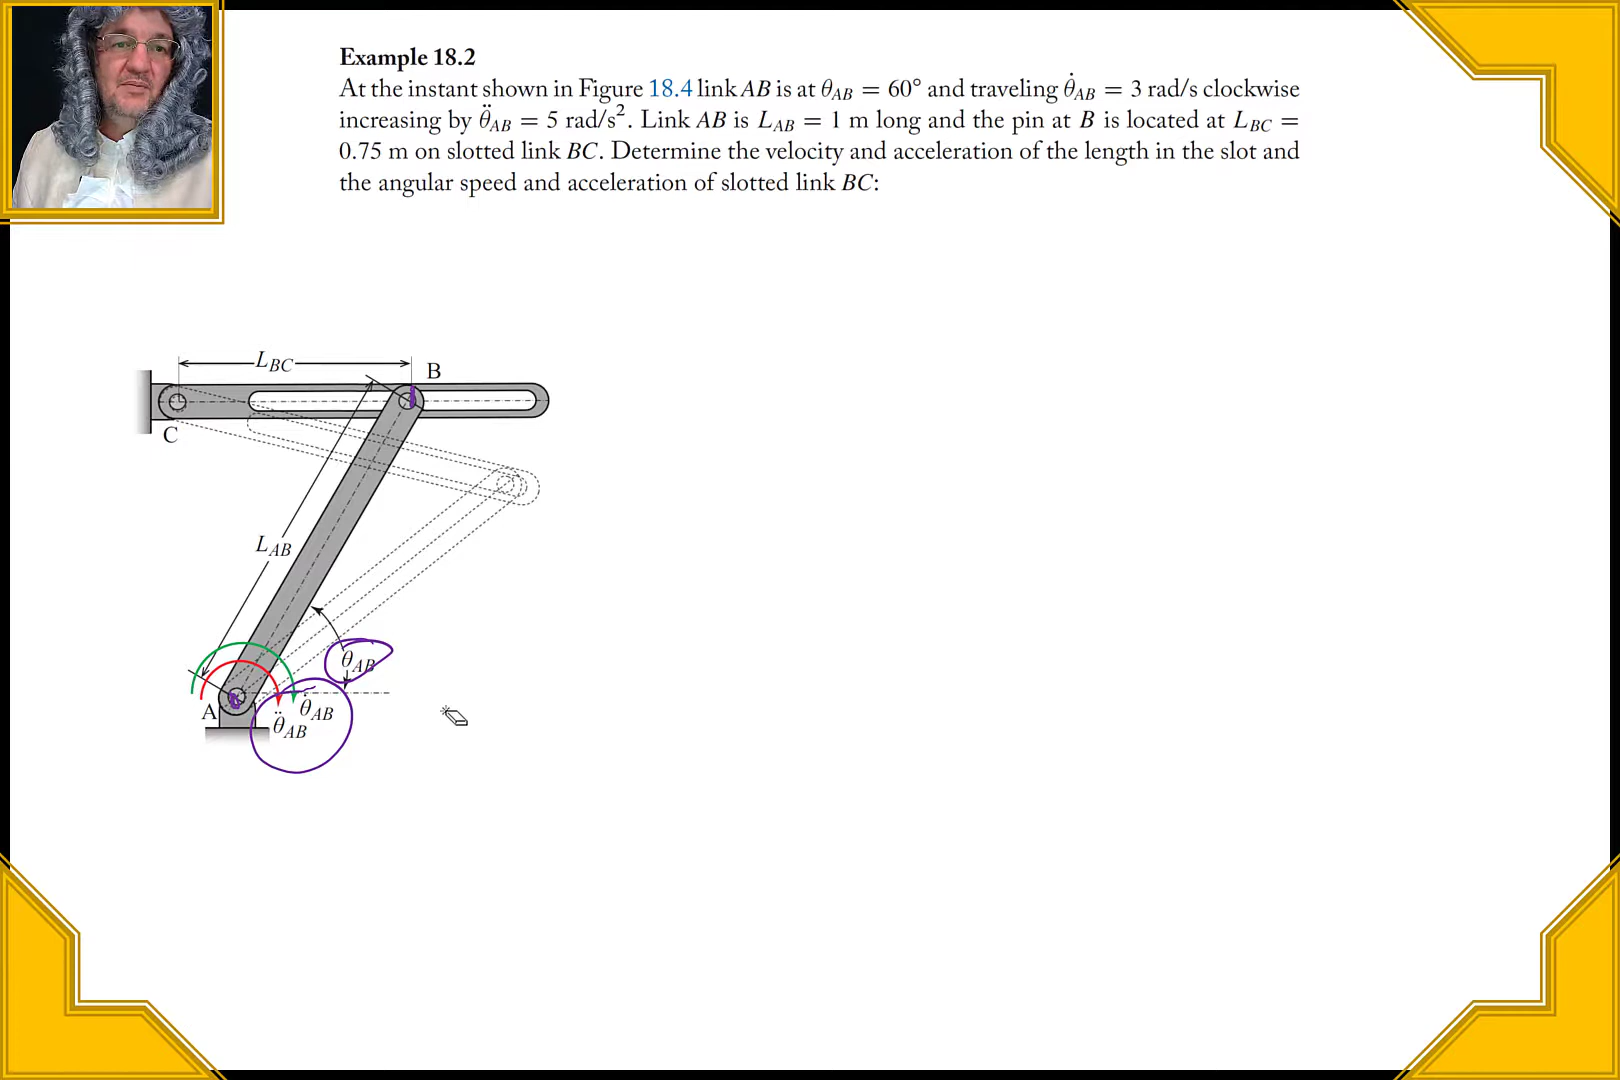 Example 18.2
At the instant shown in Figure 18.4 link AB is at θ_AB = 60° and traveling θ̇_AB = 3 rad/s clockwise
increasing by θ̈_AB = 5 rad/s². Link AB is L_AB = 1 m long and the pin at B is located at L_BC =
0.75 m on slotted link BC. Determine the velocity and acceleration of the length in the slot and
the angular speed and acceleration of slotted link BC:
L_BC
B
C
L_AB
θ_AB
A
θ̇_AB
θ̈_AB